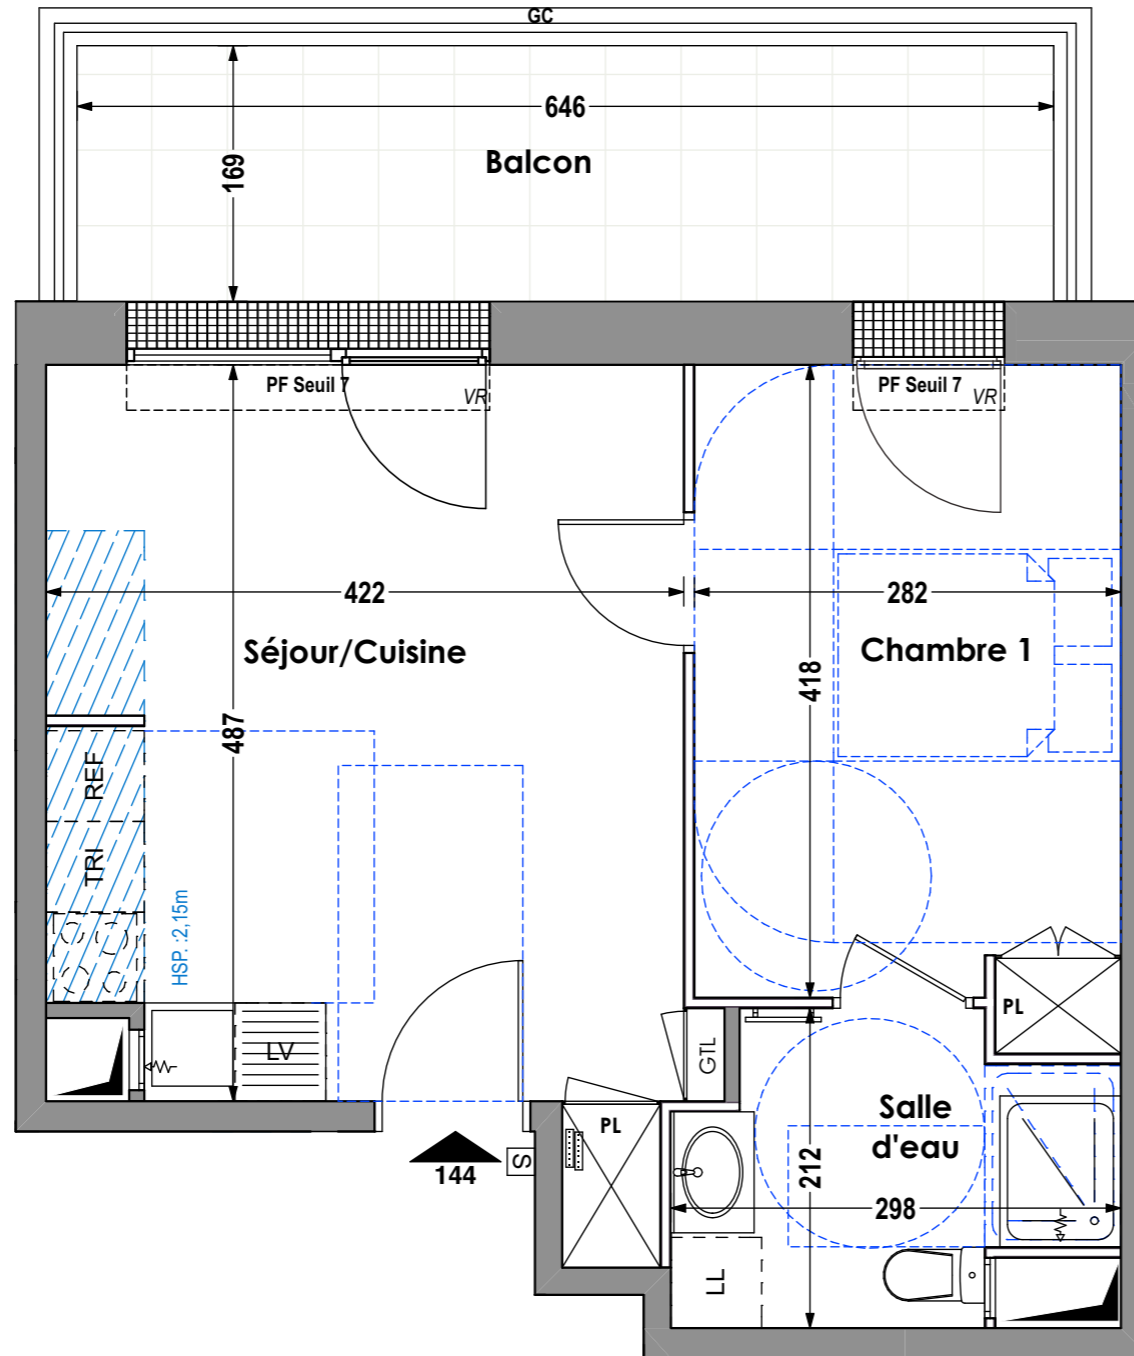 GC
646
Balcon
169
PF Seuil 7
VR
PF Seuil 7
VR
422
282
Séjour/Cuisine
Chambre 1
487
418
REF
TRI
HSP. :2,15m
LV
GTL
PL
PL
Salle
d'eau
144
S
212
298
LL